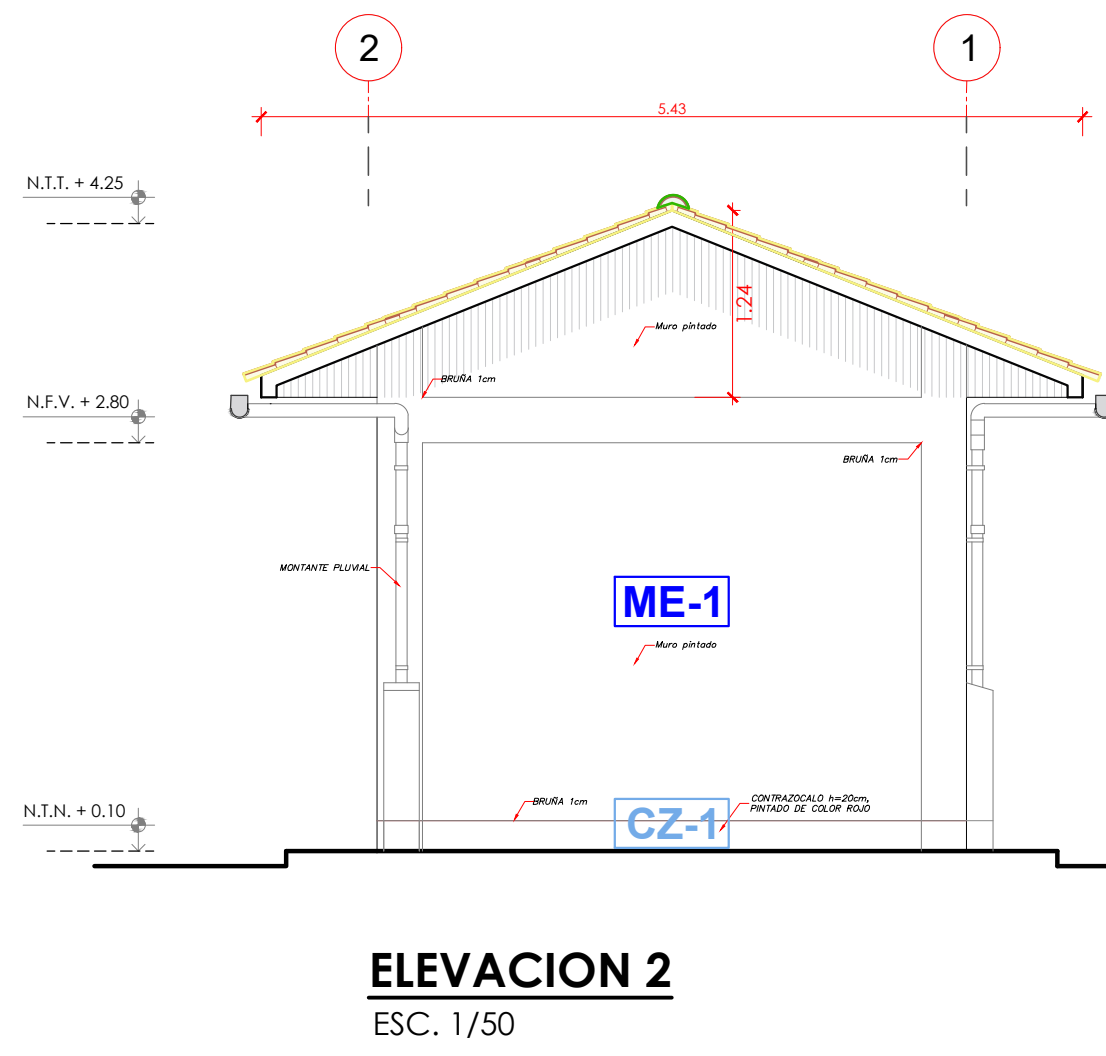 2
1
5.43
N.T.T. + 4.25
1.24
Muro pintado
BRUÑA 1cm
N.F.V. + 2.80
BRUÑA 1cm
MONTANTE PLUVIAL
ME-1
Muro pintado
N.T.N. + 0.10
BRUÑA 1cm
CZ-1
CONTRAZOCALO h=20cm,
PINTADO DE COLOR ROJO
ELEVACION 2
ESC. 1/50